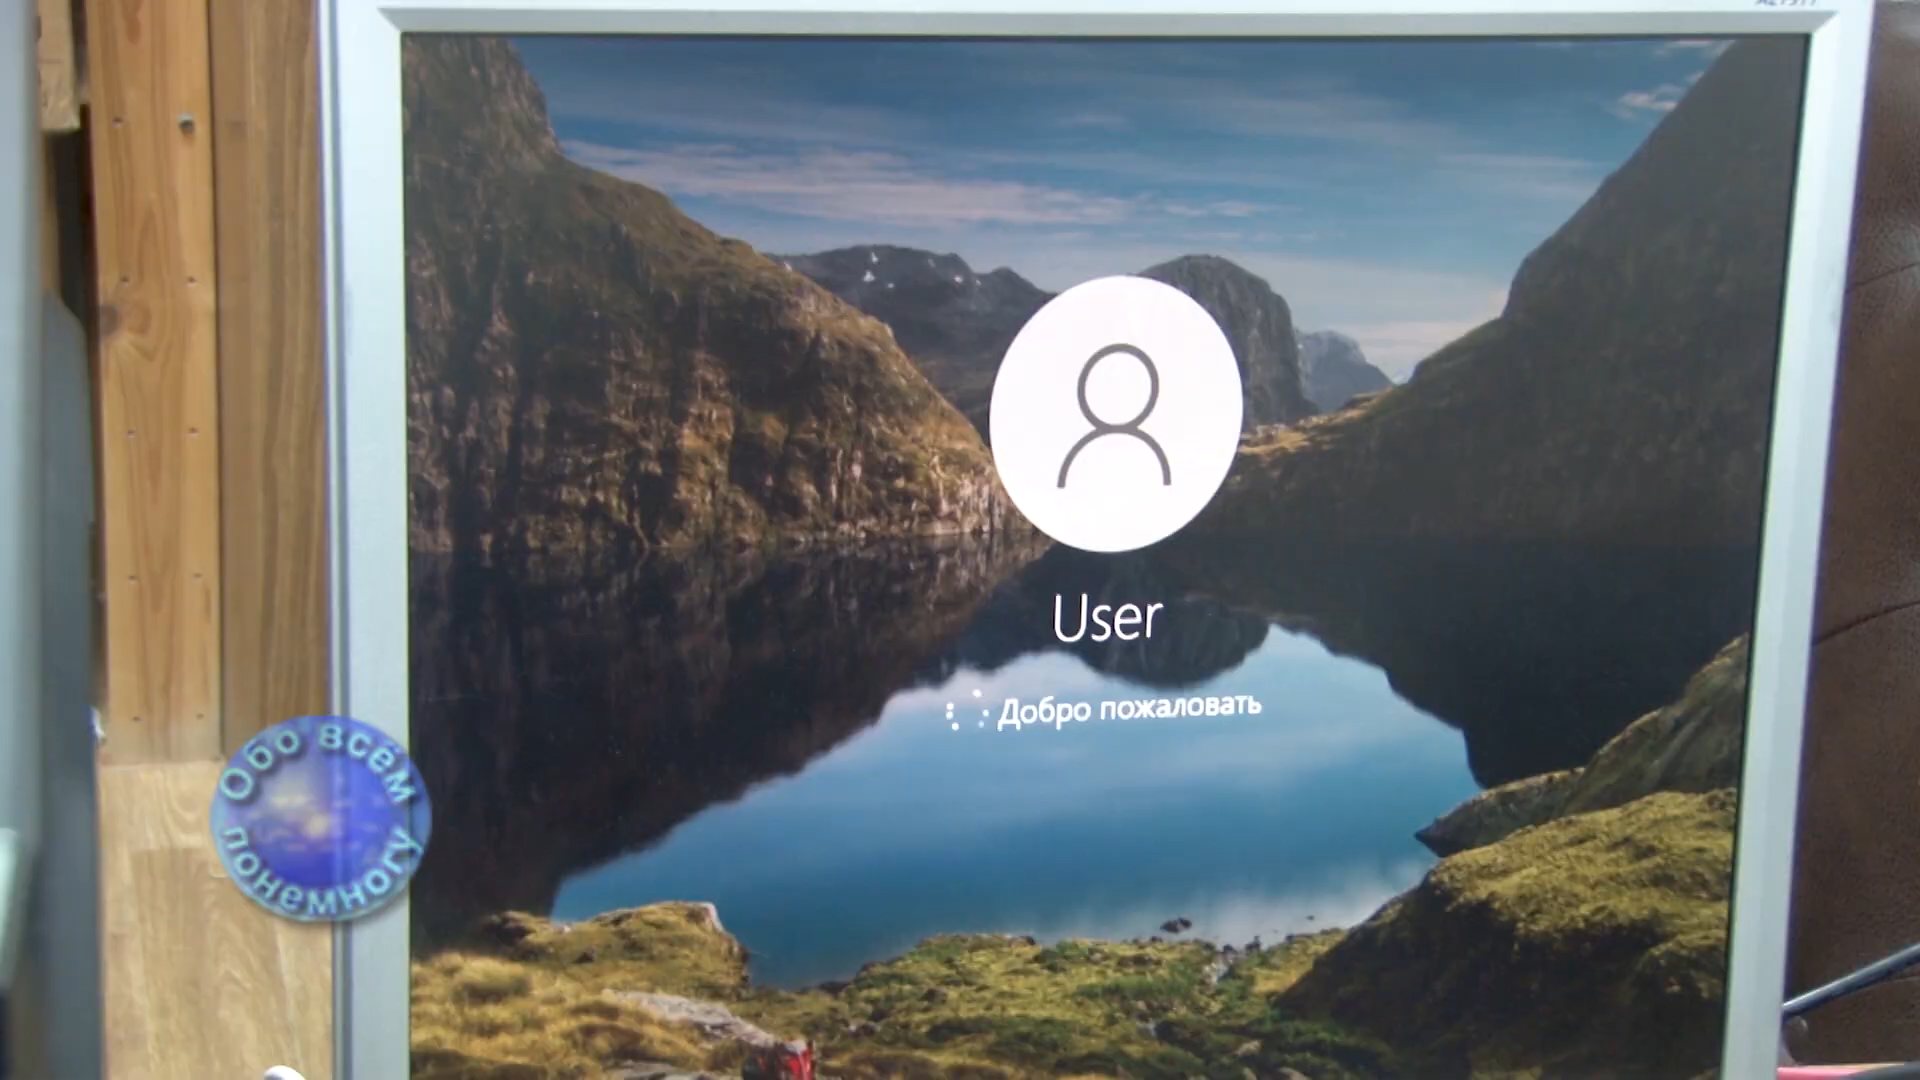 User
Добро пожаловать
Обо всём
понемногу